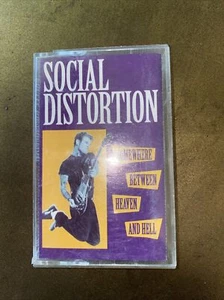 SOCIAL
DISTORTION
SOMEWHERE
BETWEEN
HEAVEN
AND HELL